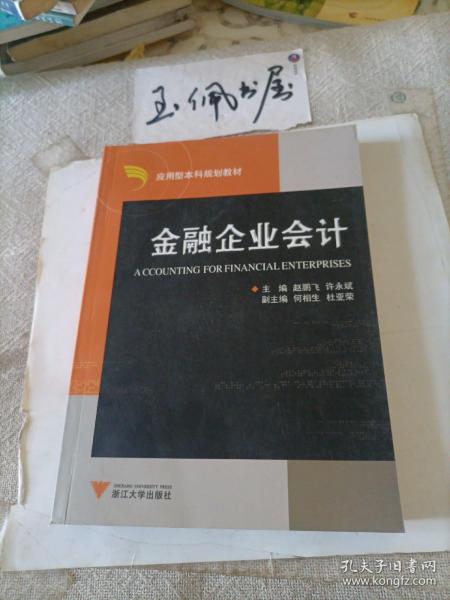 玉佩书屋
应用型本科规划教材
金融企业会计
ACCOUNTING FOR FINANCIAL ENTERPRISES
主编 赵鹏飞 许永斌
副主编 何相生 杜亚荣
ZHEJIANG UNIVERSITY PRESS
浙江大学出版社
孔夫子旧书网
www.kongfz.com